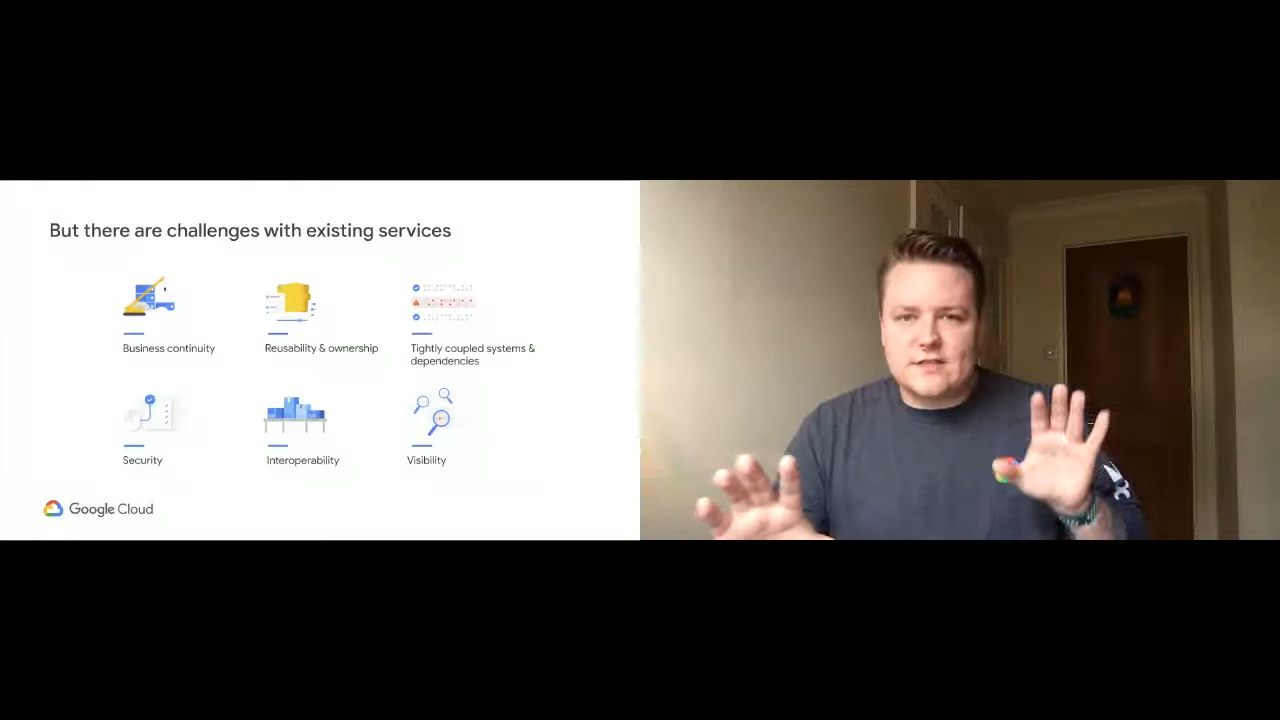 But there are challenges with existing services
Business continuity
Reusability & ownership
Tightly coupled systems &
dependencies
Security
Interoperability
Visibility
Google Cloud